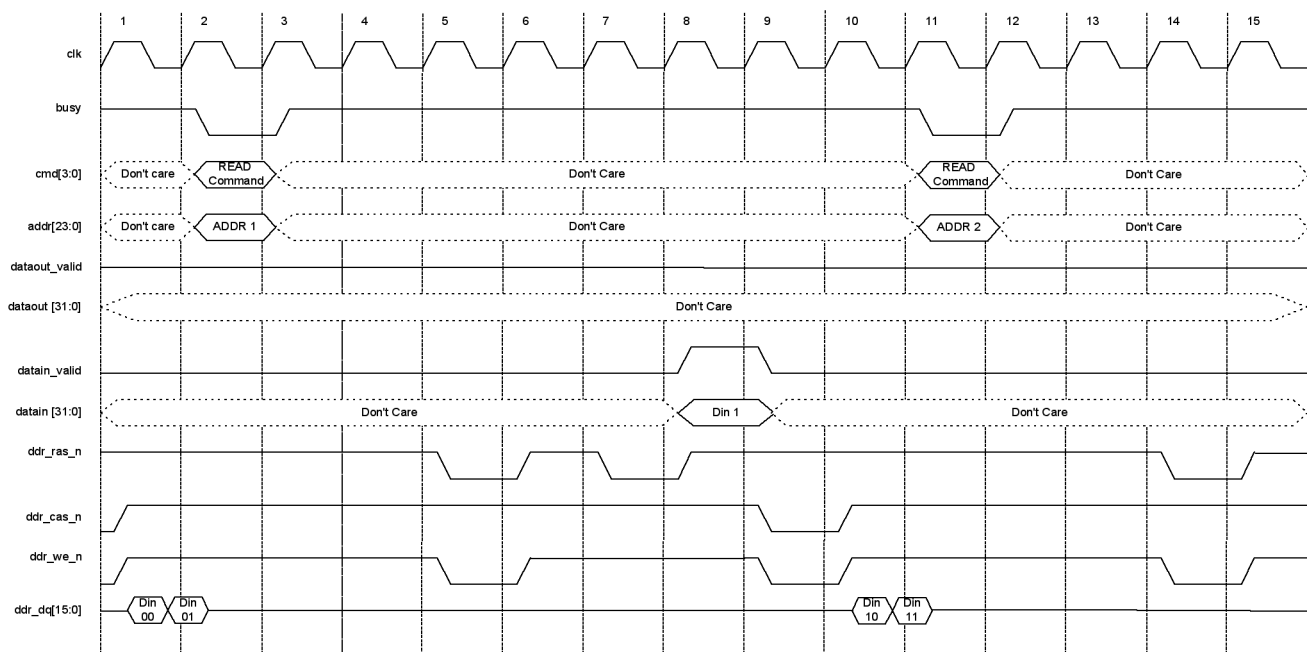 1 2 3 4 5 6 7 8 9 10 11 12 13 14 15
clk
busy
cmd[3:0] Don't care READ Command Don't Care READ Command Don't Care
addr[23:0] Don't care ADDR 1 Don't Care ADDR 2 Don't Care
dataout_valid
dataout [31:0] Don't Care
datain_valid
datain [31:0] Don't Care Din 1 Don't Care
ddr_ras_n
ddr_cas_n
ddr_we_n
ddr_dq[15:0] Din 00 Din 01 Din 10 Din 11